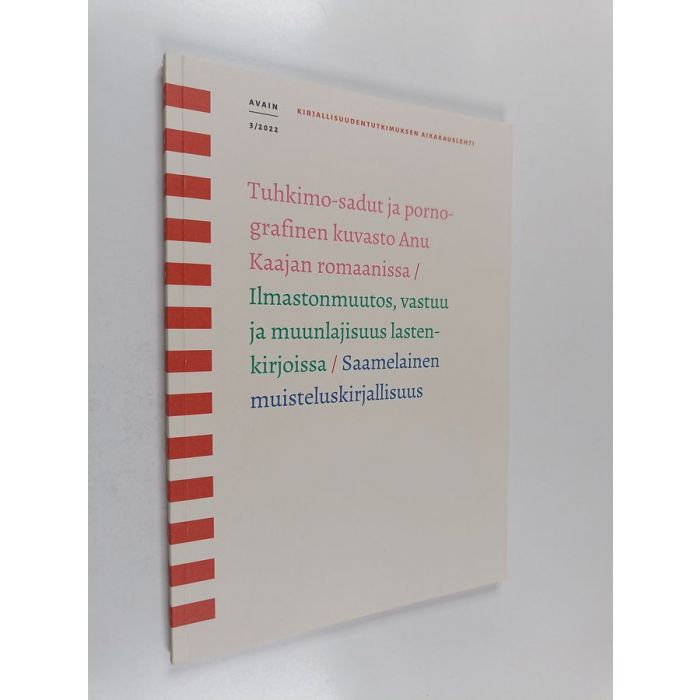 AVAIN
3/2022
KIRJALLISUUDENTUTKIMUKSEN AIKAKAUSLEHTI
Tuhkimo-sadut ja porno-
grafinen kuvasto Anu
Kaajan romaanissa /
Ilmastonmuutos, vastuu
ja muunlajisuus lasten-
kirjoissa / Saamelainen
muisteluskirjallisuus